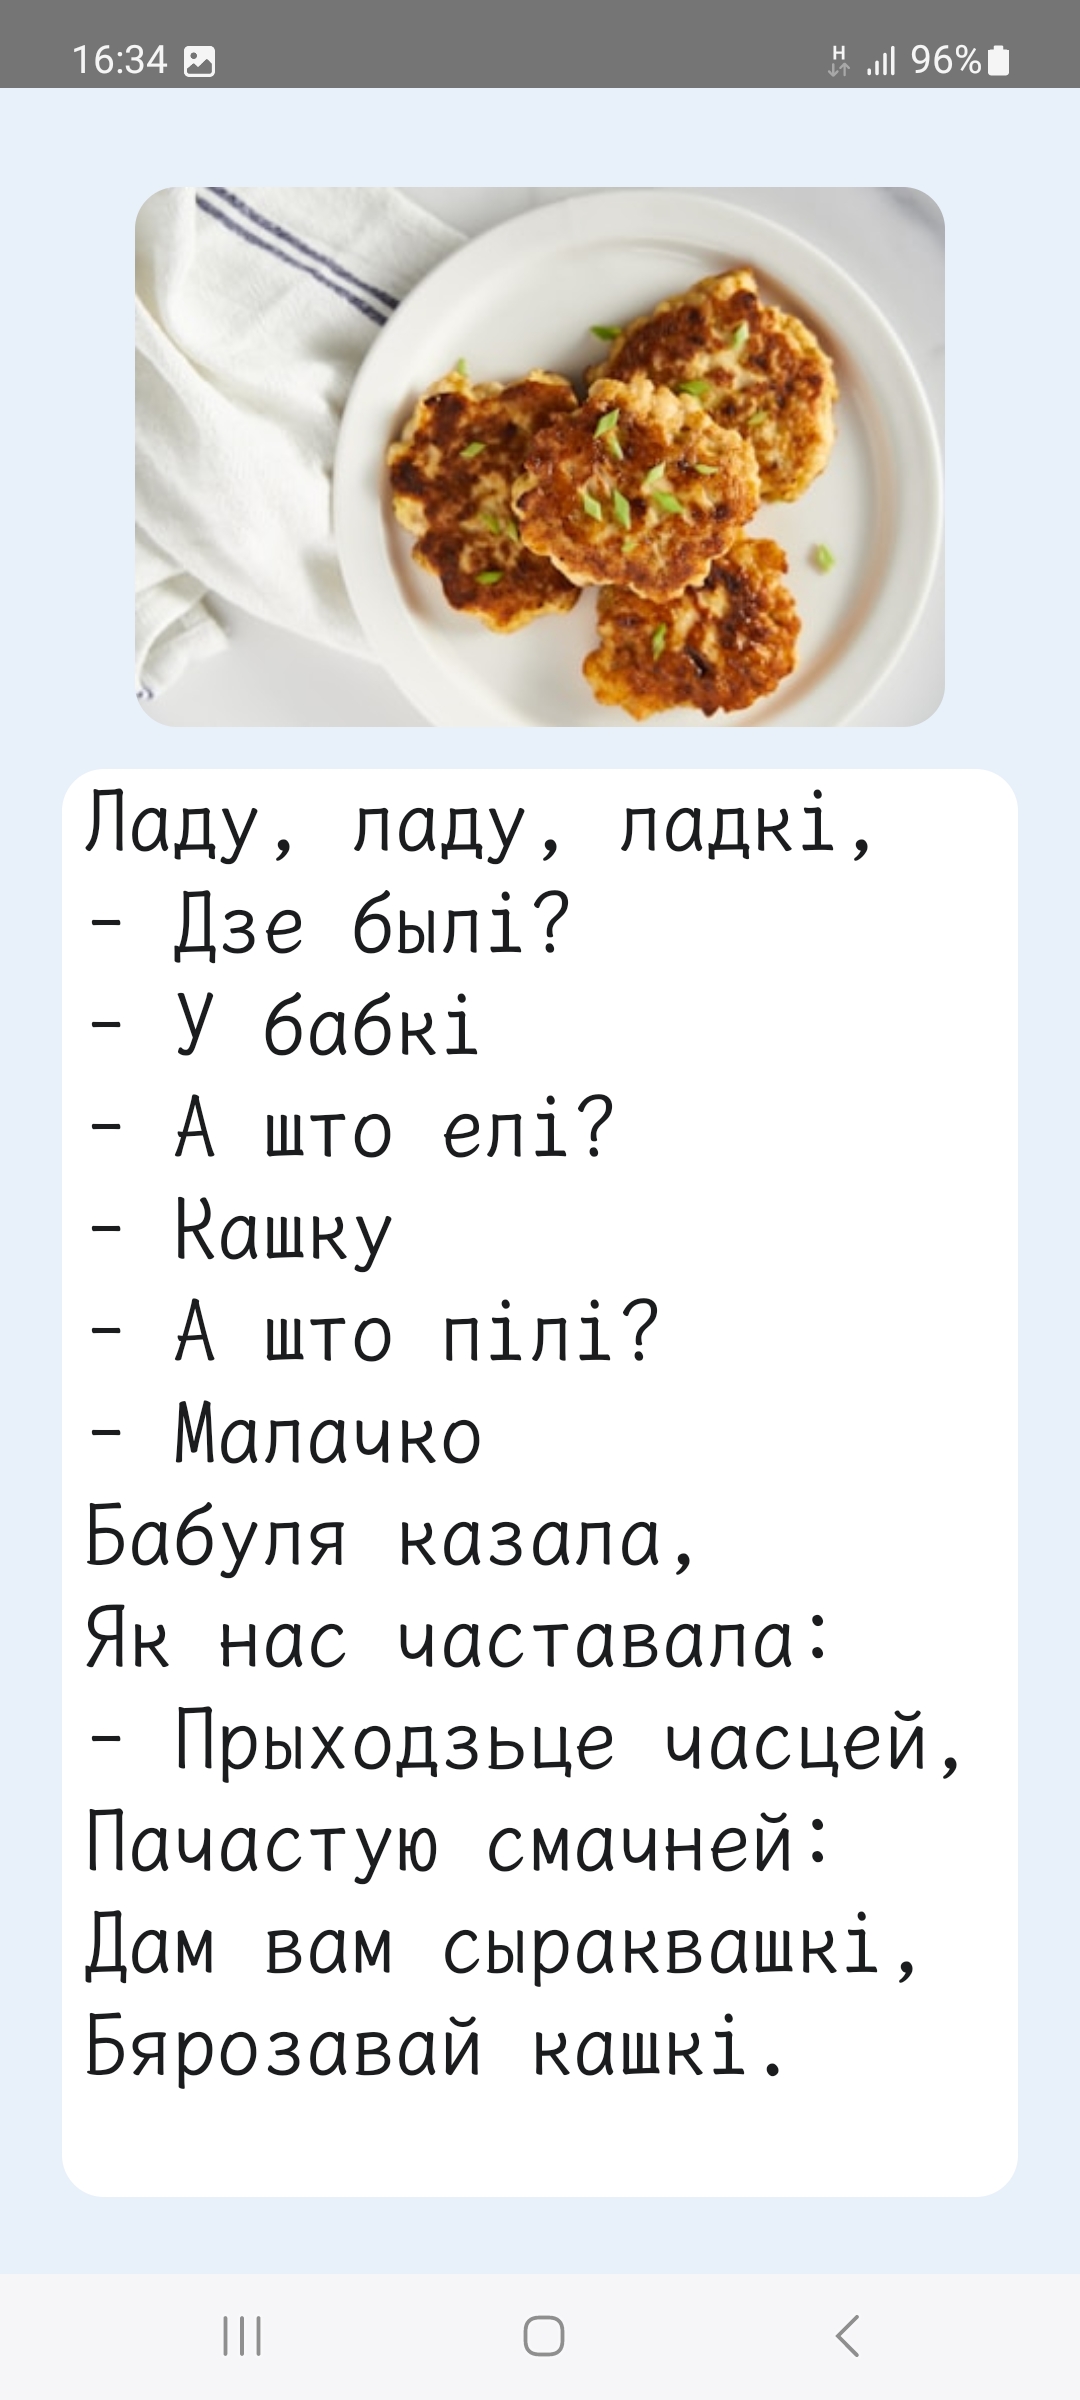 16:34
H
96%
Ладу, ладу, ладкі,
- Дзе былі?
- У бабкі
- А што елі?
- Кашку
- А што пілі?
- Малачко
Бабуля казала,
Як нас частавала:
- Прыходзьце часцей,
Пачастую смачней:
Дам вам сыраквашкі,
Бярозавай кашкі.